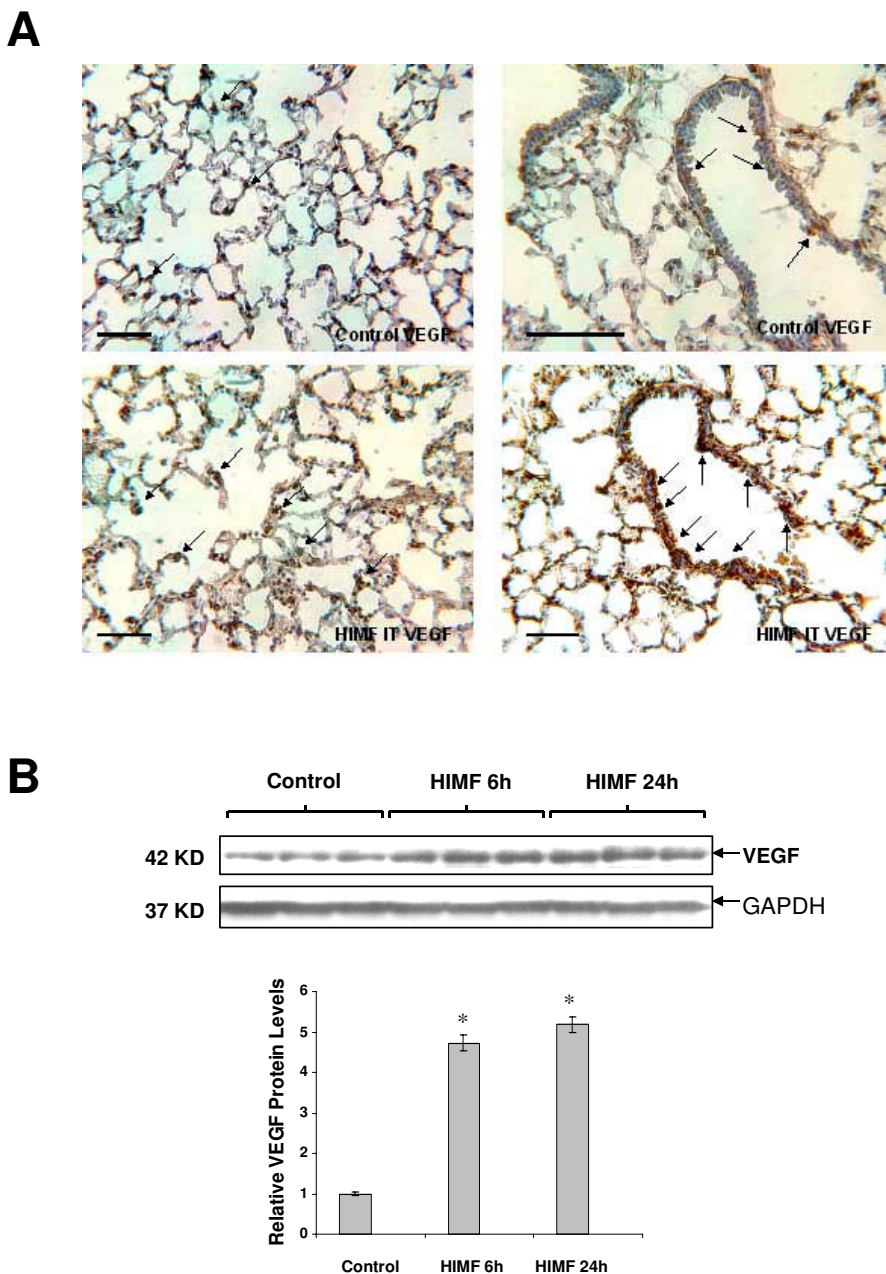 A
Control VEGF
Control VEGF
HIMF IT VEGF
HIMF IT VEGF
B
Control HIMF 6h HIMF 24h
42 KD VEGF
37 KD GAPDH
Relative VEGF Protein Levels
6
5
4
3
2
1
0
* *
Control HIMF 6h HIMF 24h